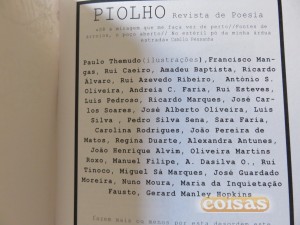 PIOLHO Revista de Poesia
Paulo Themudo(ilustrações),Francisco Man-
gas, Rui Caeiro, Amadeu Baptista, Ricardo
Álvaro, Rui Azevedo Ribeiro, António S.
Oliveira, Andreia C. Faria, Rui Esteves,
Luís Pedroso, Ricardo Marques, José Car-
los Soares, José Alberto Oliveira, Luís
Silva, Pedro Silva Sena, Sara Faria,
Carolina Rodrigues, João Pereira de
Matos, Regina Duarte, Alexandra Antunes,
João Henrique Alvim, Oliveira Martins
Roxo, Manuel Filipe, A. Dasilva O., Rui
Tinoco, Miguel Sá Marques, José Guardado
Moreira, Nuno Moura, Maria da Inquietação
Fausto, Gerard Manley Hopkins
coisas